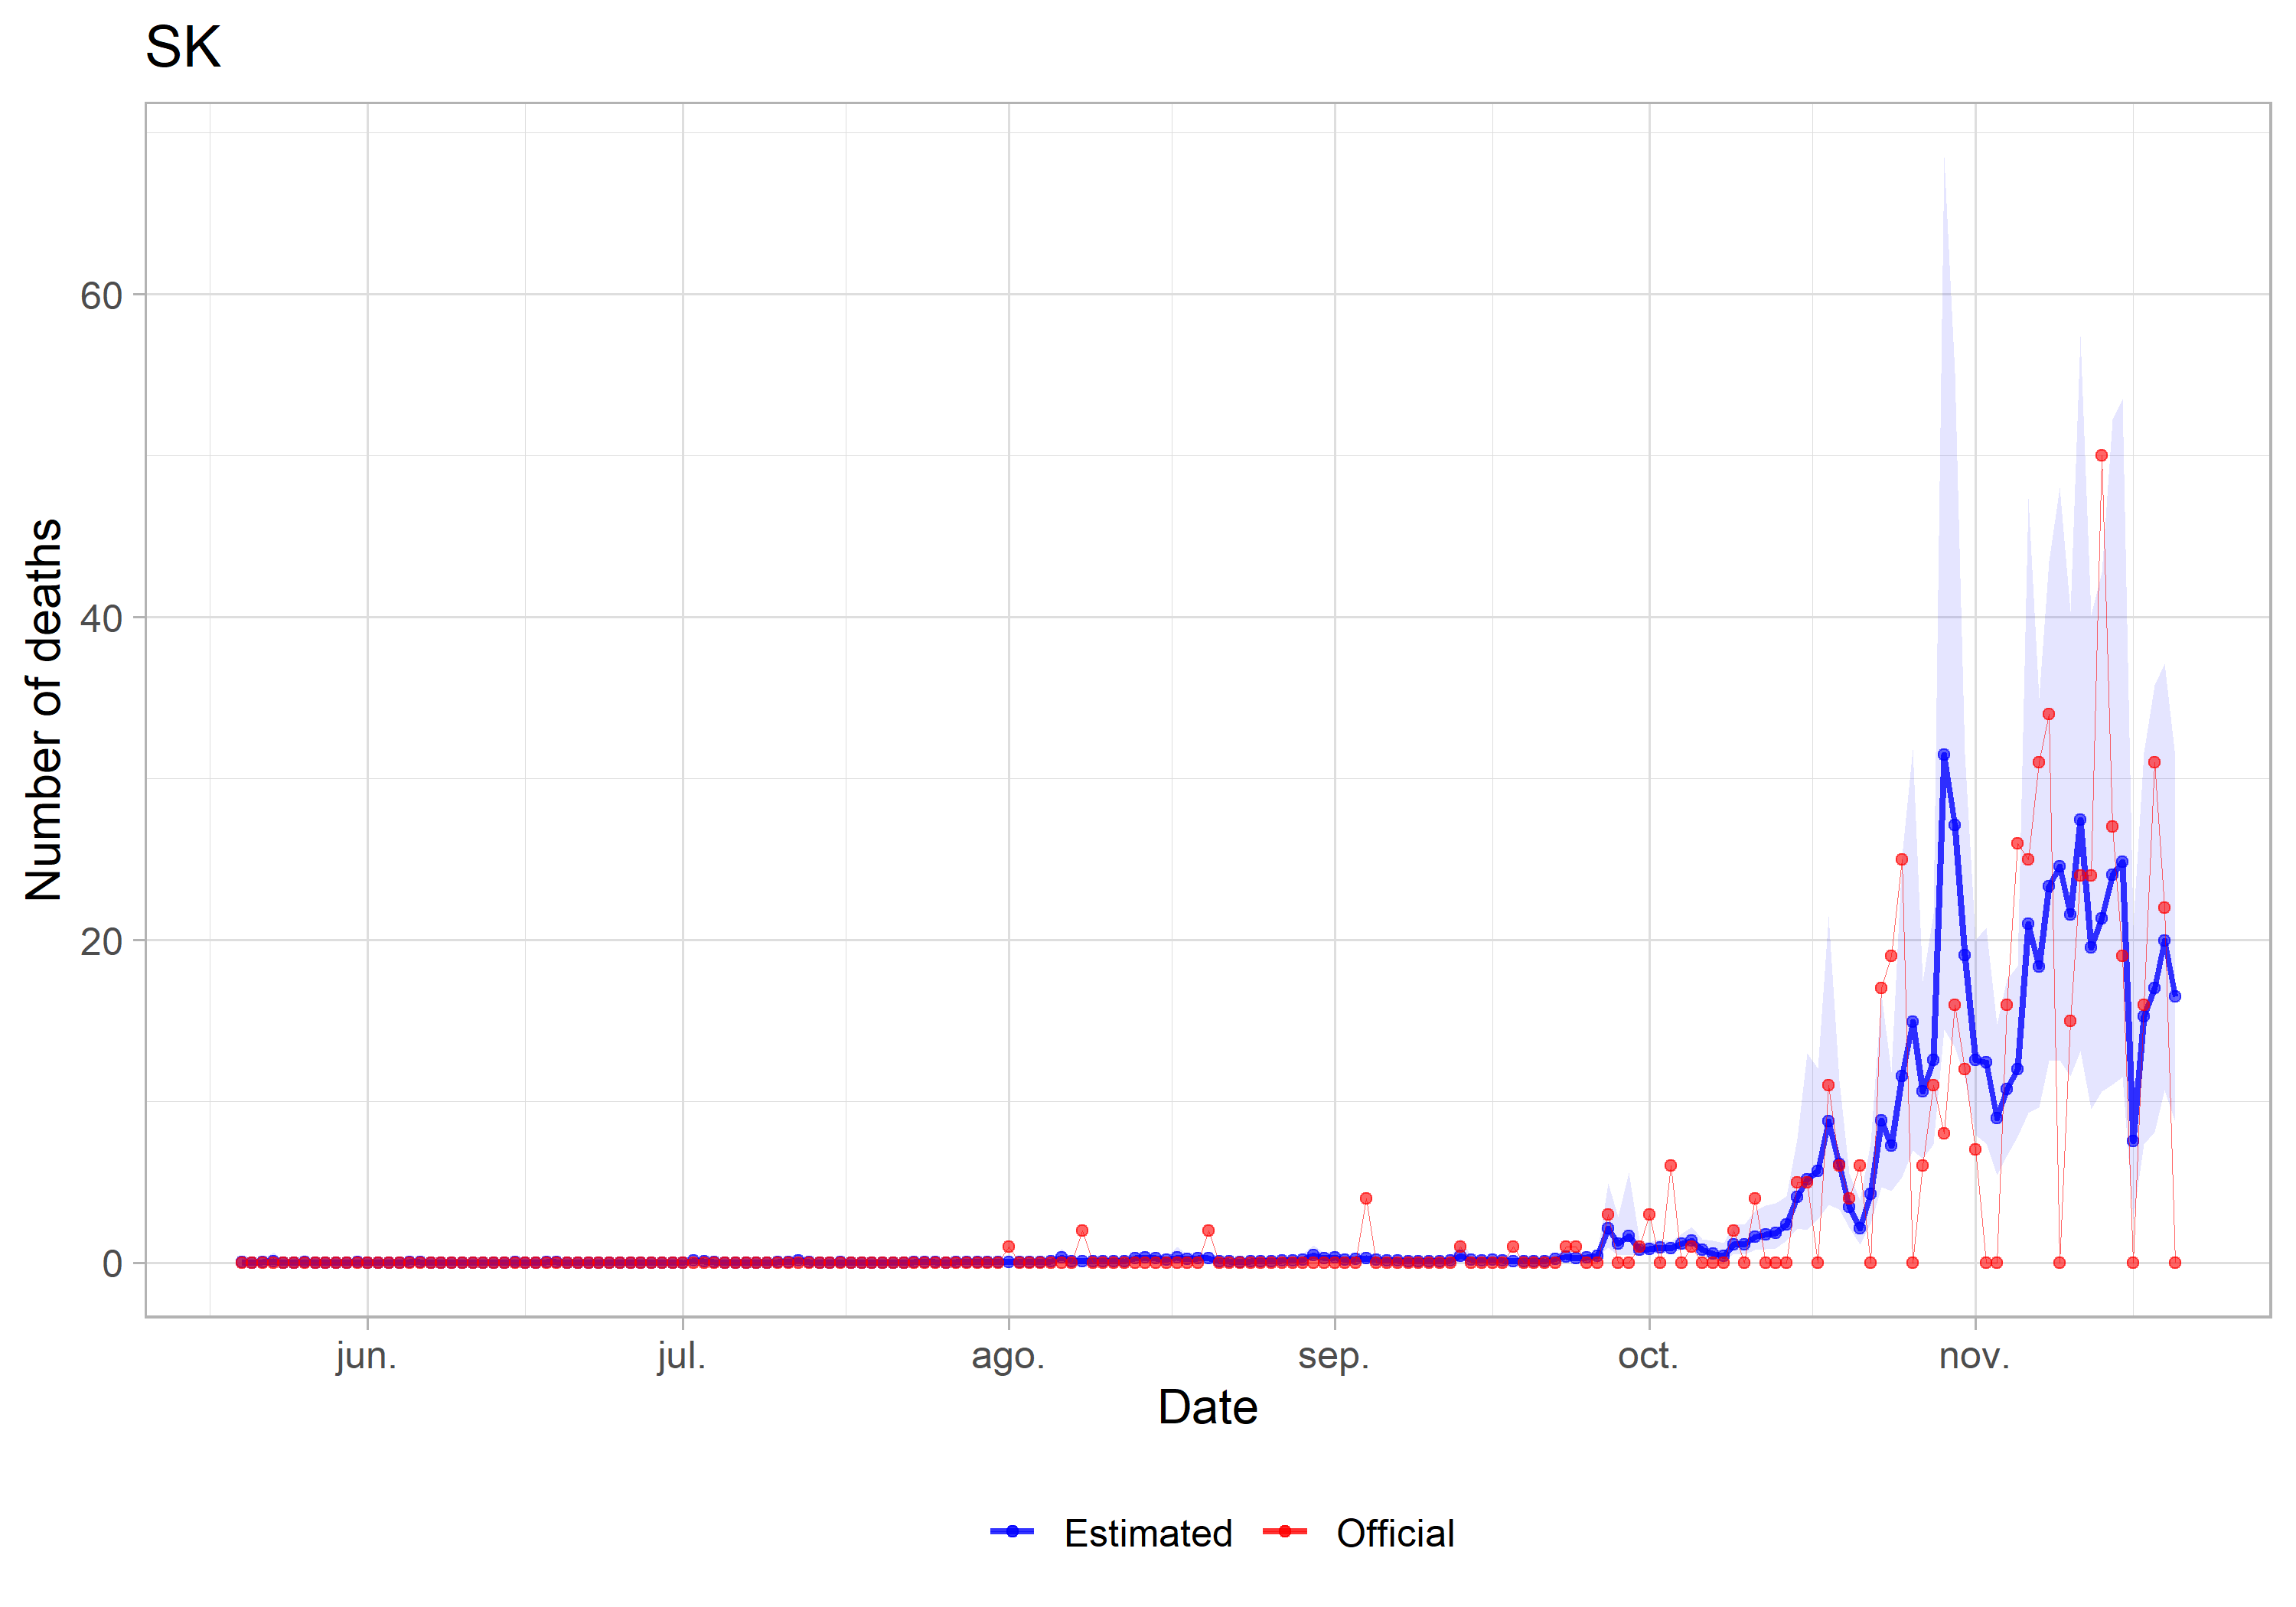 SK
Number of deaths
60
40
20
0
jun. jul. ago. sep. oct. nov.
Date
Estimated Official